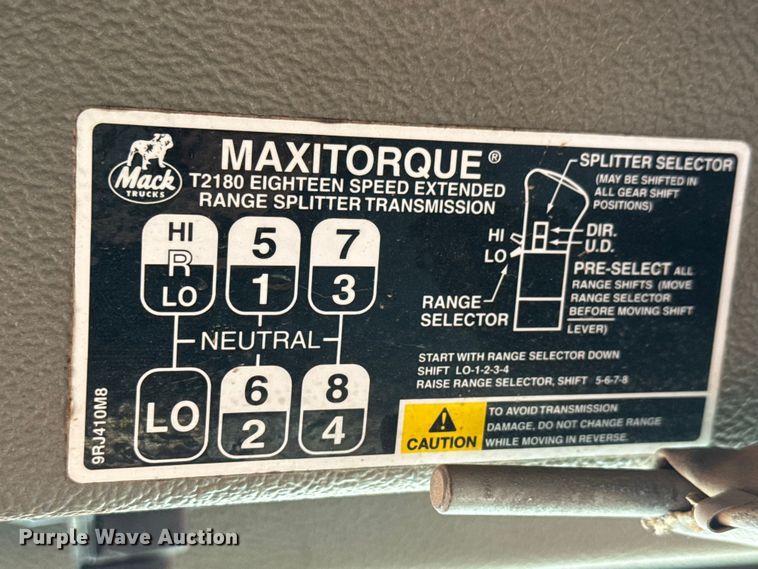 Mack
TRUCKS
MAXITORQUE®
T2180 EIGHTEEN SPEED EXTENDED
RANGE SPLITTER TRANSMISSION
HI
R
LO
5
1
7
3
NEUTRAL
LO
6
2
8
4
9RJ410M8
SPLITTER SELECTOR
(MAY BE SHIFTED IN
ALL GEAR SHIFT
POSITIONS)
HI
LO
DIR.
U.D.
RANGE
SELECTOR
PRE-SELECT ALL
RANGE SHIFTS (MOVE
RANGE SELECTOR
BEFORE MOVING SHIFT
LEVER)
START WITH RANGE SELECTOR DOWN
SHIFT LO-1-2-3-4
RAISE RANGE SELECTOR, SHIFT 5-6-7-8
CAUTION
TO AVOID TRANSMISSION
DAMAGE, DO NOT CHANGE RANGE
WHILE MOVING IN REVERSE.
Purple Wave Auction